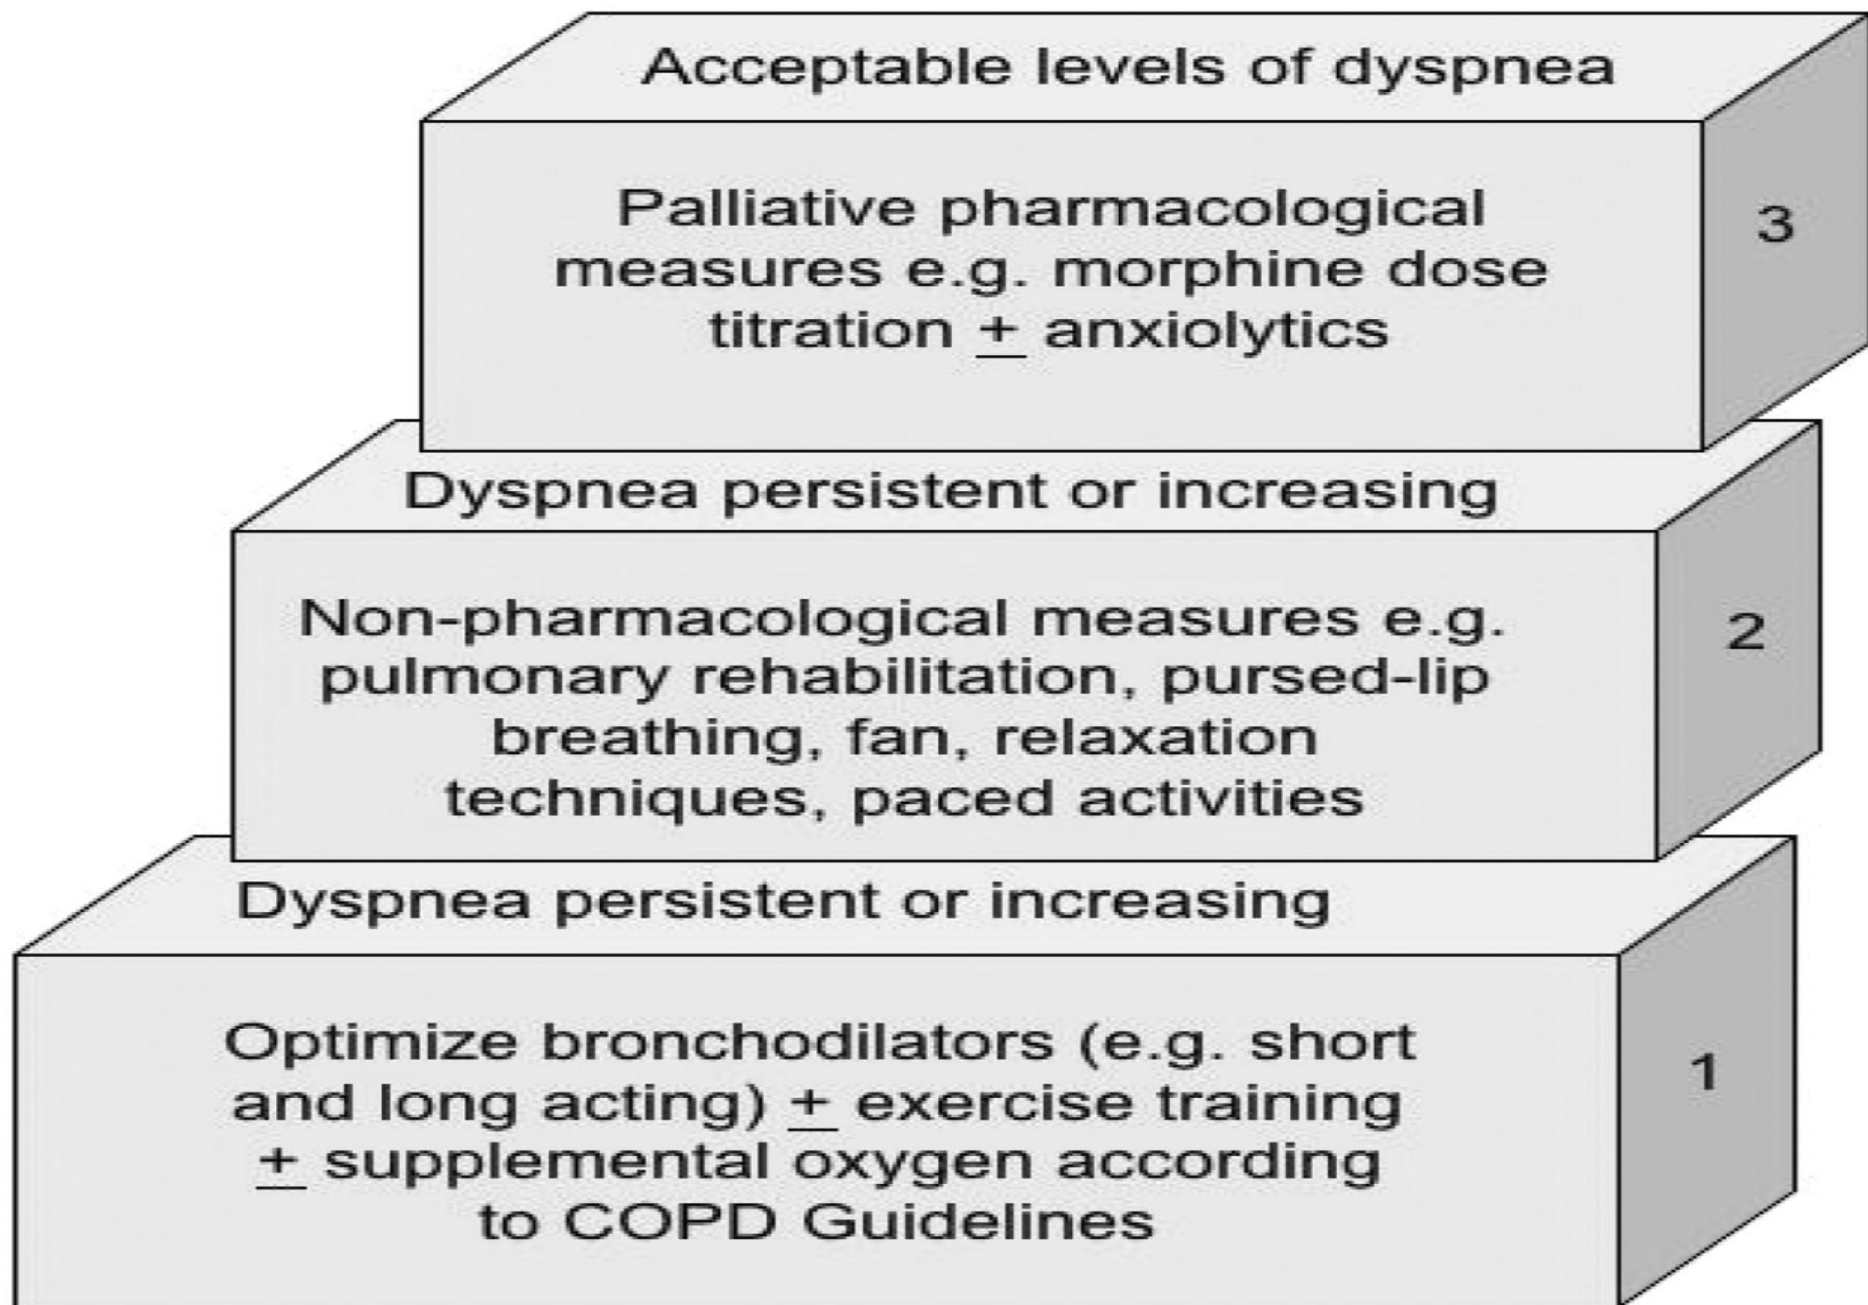 Acceptable levels of dyspnea
Palliative pharmacological
measures e.g. morphine dose
titration ± anxiolytics
3
Dyspnea persistent or increasing
Non-pharmacological measures e.g.
pulmonary rehabilitation, pursed-lip
breathing, fan, relaxation
techniques, paced activities
2
Dyspnea persistent or increasing
Optimize bronchodilators (e.g. short
and long acting) ± exercise training
± supplemental oxygen according
to COPD Guidelines
1